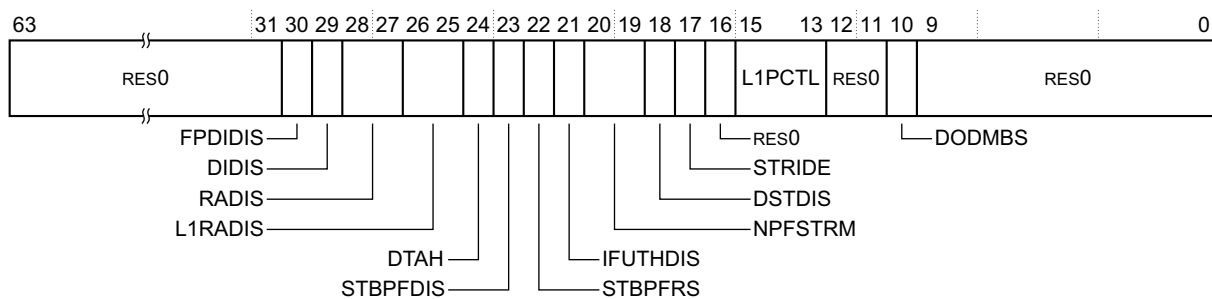 63 31 30 29 28 27 26 25 24 23 22 21 20 19 18 17 16 15 13 12 11 10 9 0
RES0 L1PCTL RES0 RES0
FPDIDIS RES0 DODMBS
DIDIS STRIDE
RADIS DSTDIS
L1RADIS NPFSTRM
DTAH IFUTHDIS
STBPFDIS STBPFRS